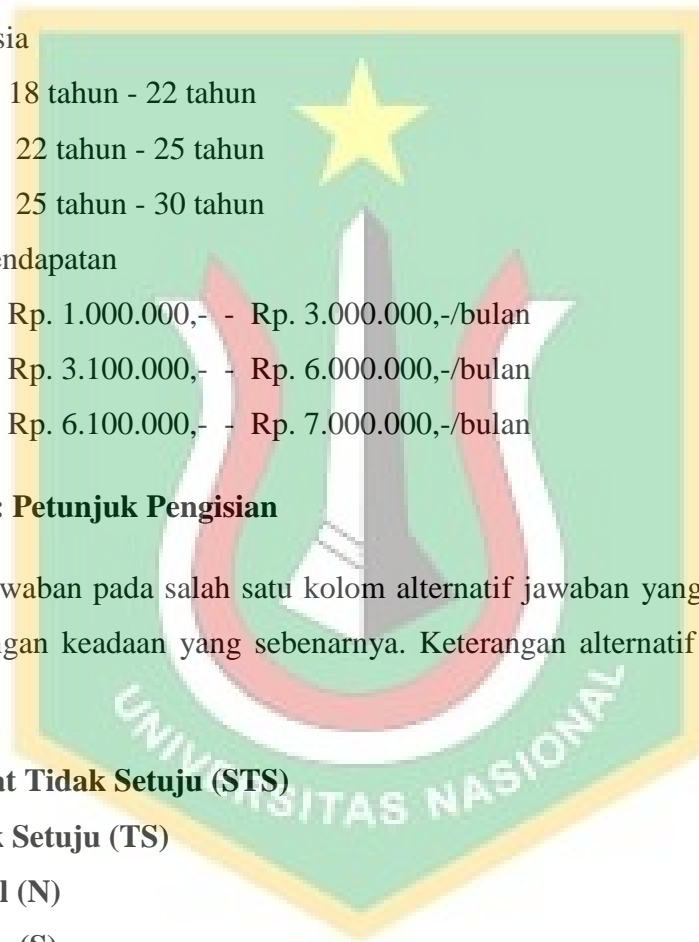 sia
18 tahun - 22 tahun
22 tahun - 25 tahun
25 tahun - 30 tahun
endapatan
Rp. 1.000.000,- - Rp. 3.000.000,-/bulan
Rp. 3.100.000,- - Rp. 6.000.000,-/bulan
Rp. 6.100.000,- - Rp. 7.000.000,-/bulan
: Petunjuk Pengisian
waban pada salah satu kolom alternatif jawaban yang
ngan keadaan yang sebenarnya. Keterangan alternatif
at Tidak Setuju (STS)
k Setuju (TS)
l (N)
(S)
UNIVERSITAS NASIONAL